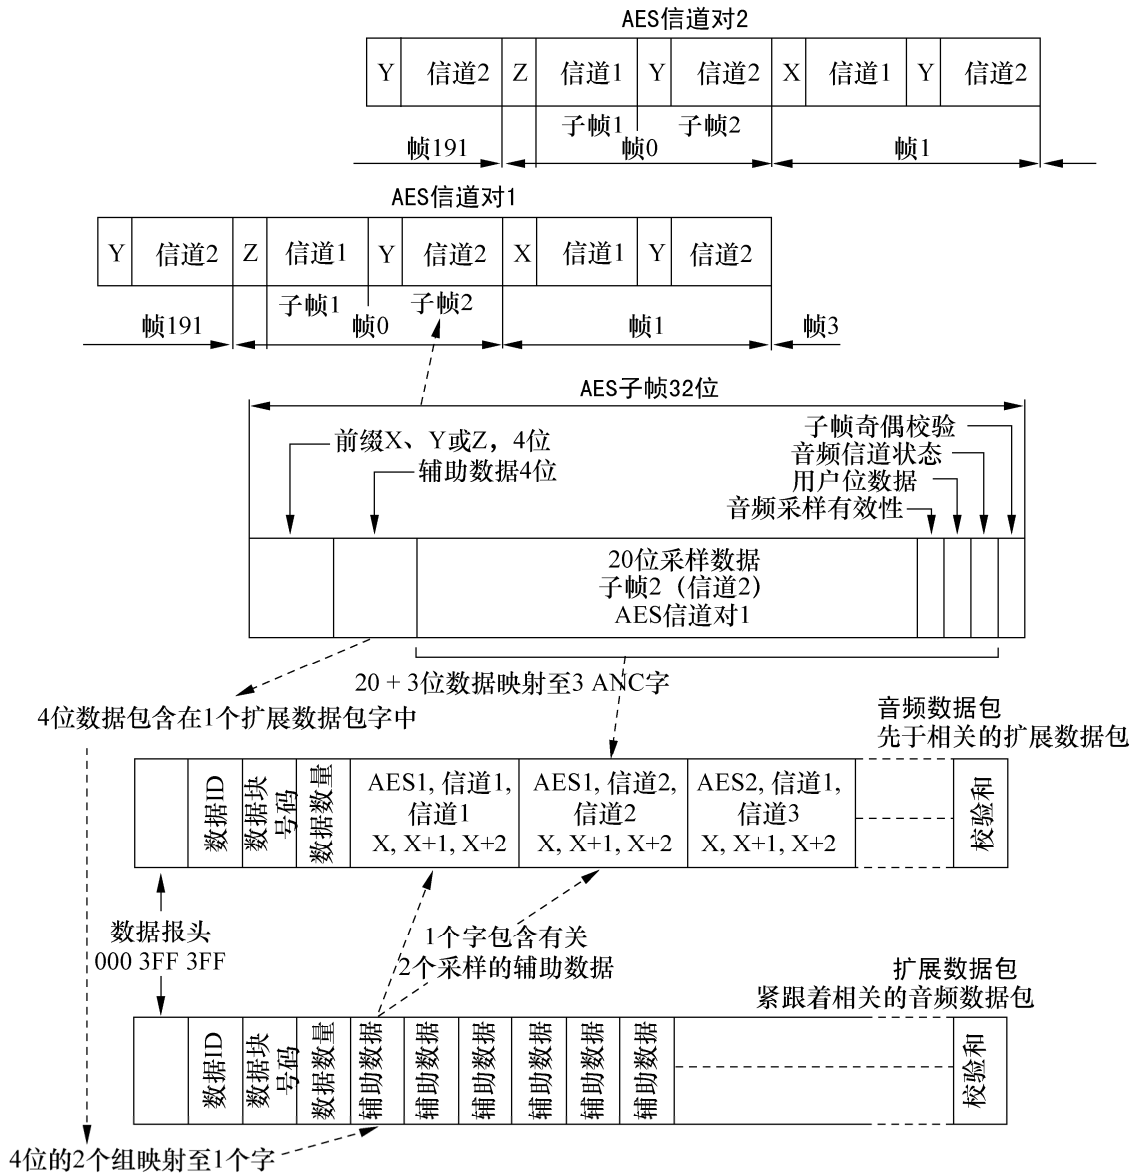 AES信道对2
Y 信道2 Z 信道1 Y 信道2 X 信道1 Y 信道2
子帧1 子帧2
帧191 帧0 帧1
AES信道对1
Y 信道2 Z 信道1 Y 信道2 X 信道1 Y 信道2
子帧1 子帧2
帧191 帧0 帧1 帧3
AES子帧32位
前缀X、Y或Z，4位
辅助数据4位
子帧奇偶校验
音频信道状态
用户位数据
音频采样有效性
20位采样数据
子帧2（信道2）
AES信道对1
20 + 3位数据映射至3 ANC字
4位数据包含在1个扩展数据包字中
音频数据包
先于相关的扩展数据包
数据ID
数据块
号码
数据数量
AES1, 信道1,
信道1
X, X+1, X+2
AES1, 信道2,
信道2
X, X+1, X+2
AES2, 信道1,
信道3
X, X+1, X+2
校验和
数据报头
000 3FF 3FF
1个字包含有关
2个采样的辅助数据
扩展数据包
紧跟着相关的音频数据包
数据ID
数据块
号码
数据数量
辅助数据
辅助数据
辅助数据
辅助数据
辅助数据
辅助数据
校验和
4位的2个组映射至1个字